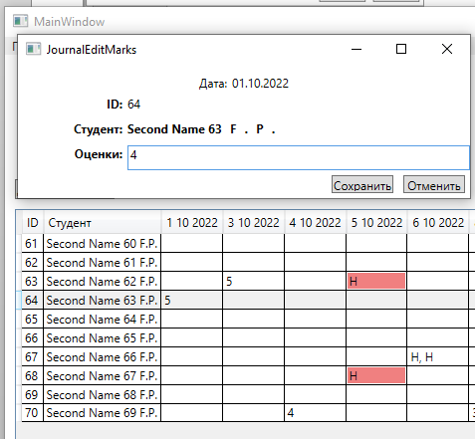 MainWindow
JournalEditMarks
Дата: 01.10.2022
ID: 64
Студент: Second Name 63 F . P .
Оценки: 4
Сохранить Отменить
ID Студент 1 10 2022 3 10 2022 4 10 2022 5 10 2022 6 10 2022
61 Second Name 60 F.P.
62 Second Name 61 F.P.
63 Second Name 62 F.P. 5 Н
64 Second Name 63 F.P. 5
65 Second Name 64 F.P.
66 Second Name 65 F.P.
67 Second Name 66 F.P. Н, Н
68 Second Name 67 F.P. Н
69 Second Name 68 F.P.
70 Second Name 69 F.P. 4